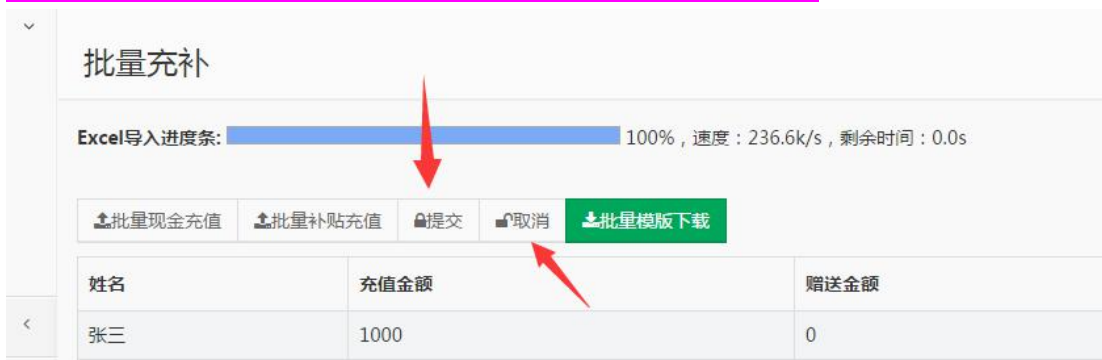 批量充补
Excel导入进度条: 100%，速度：236.6k/s，剩余时间：0.0s
批量现金充值 批量补贴充值 提交 取消 批量模版下载
姓名 充值金额 赠送金额
张三 1000 0